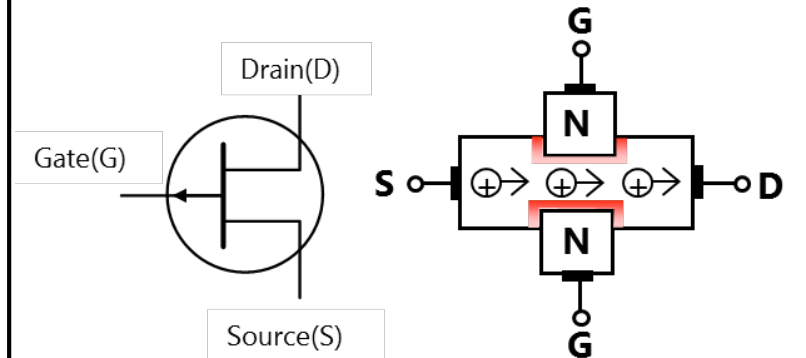 Drain(D)
Gate(G)
Source(S)
G
N
S
+ + +
D
N
G